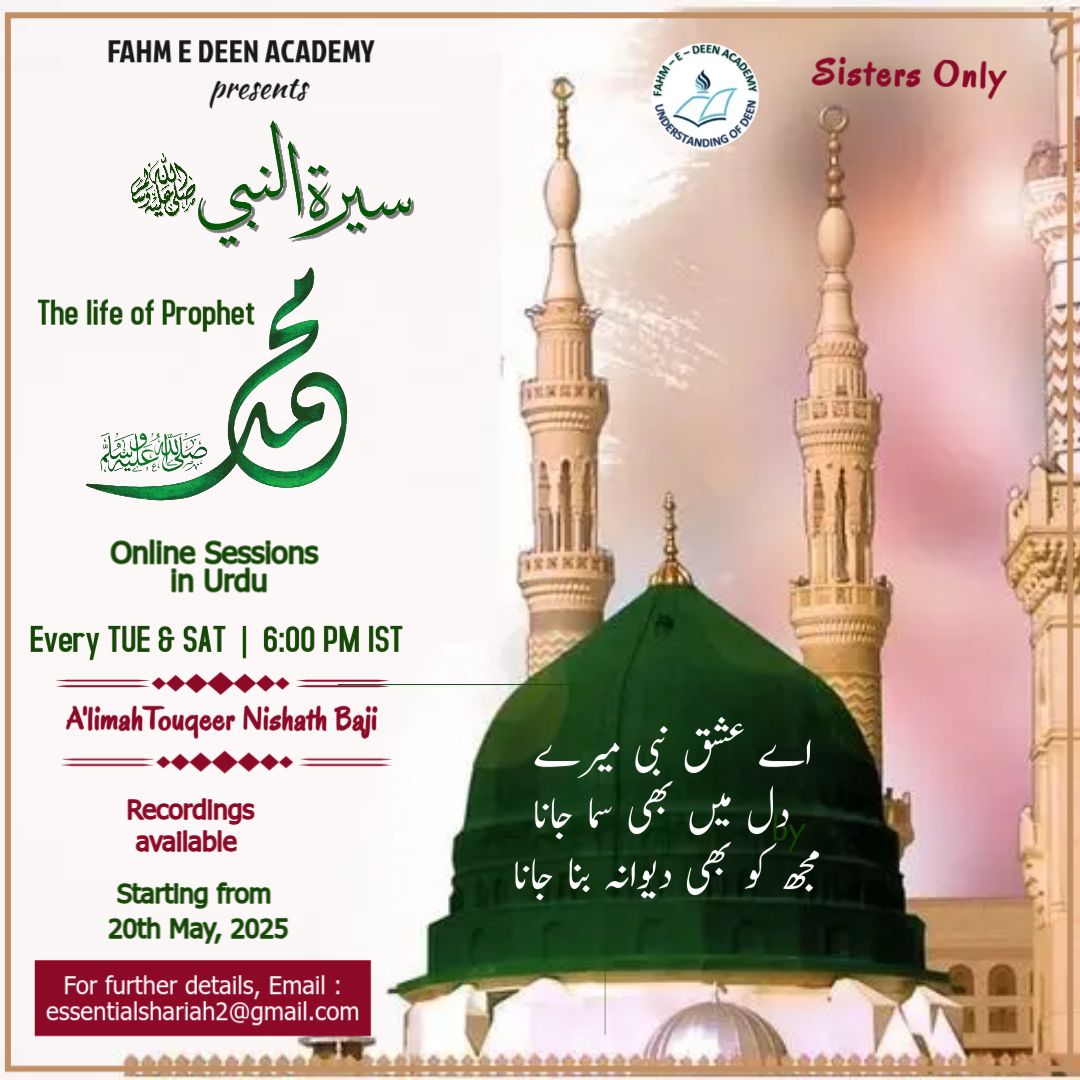 FAHM E DEEN ACADEMY
presents
FAHM – E – DEEN ACADEMY
UNDERSTANDING OF DEEN
Sisters Only
سيرة النبي ﷺ
The life of Prophet
محمد
صلى الله عليه وسلم
Online Sessions
in Urdu
Every TUE & SAT | 6:00 PM IST
A'limahTouqeer Nishath Baji
Recordings
available
Starting from
20th May, 2025
For further details, Email :
essentialshariah2@gmail.com
اے عشق نبی میرے
دل میں بھی سما جانا
by
مجھ کو بھی دیوانہ بنا جانا